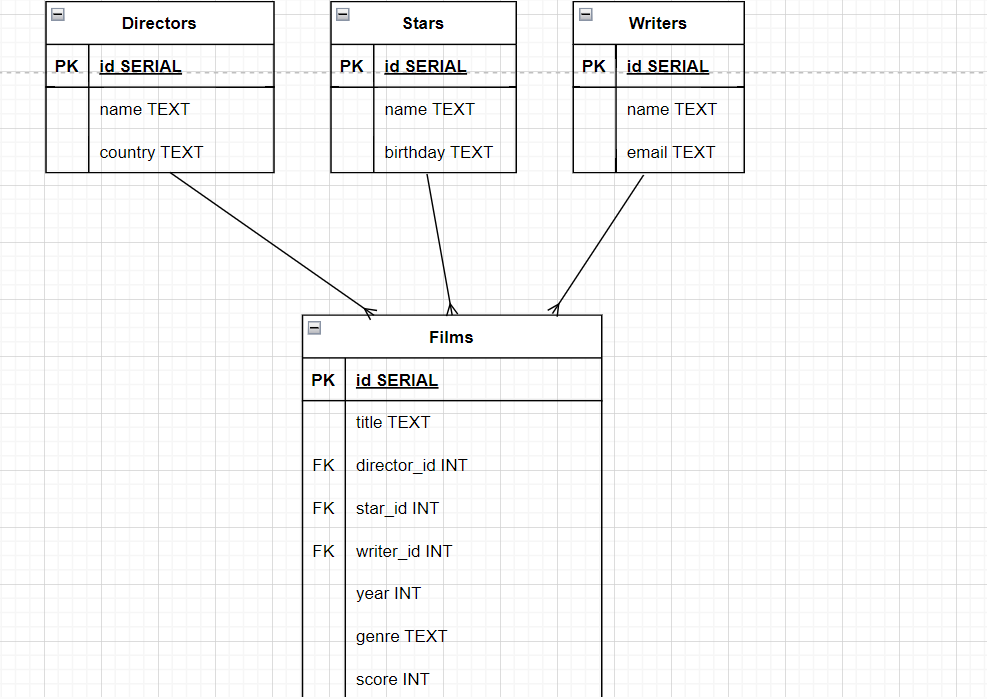 Directors
PK id SERIAL
name TEXT
country TEXT
Stars
PK id SERIAL
name TEXT
birthday TEXT
Writers
PK id SERIAL
name TEXT
email TEXT
Films
PK id SERIAL
title TEXT
FK director_id INT
FK star_id INT
FK writer_id INT
year INT
genre TEXT
score INT